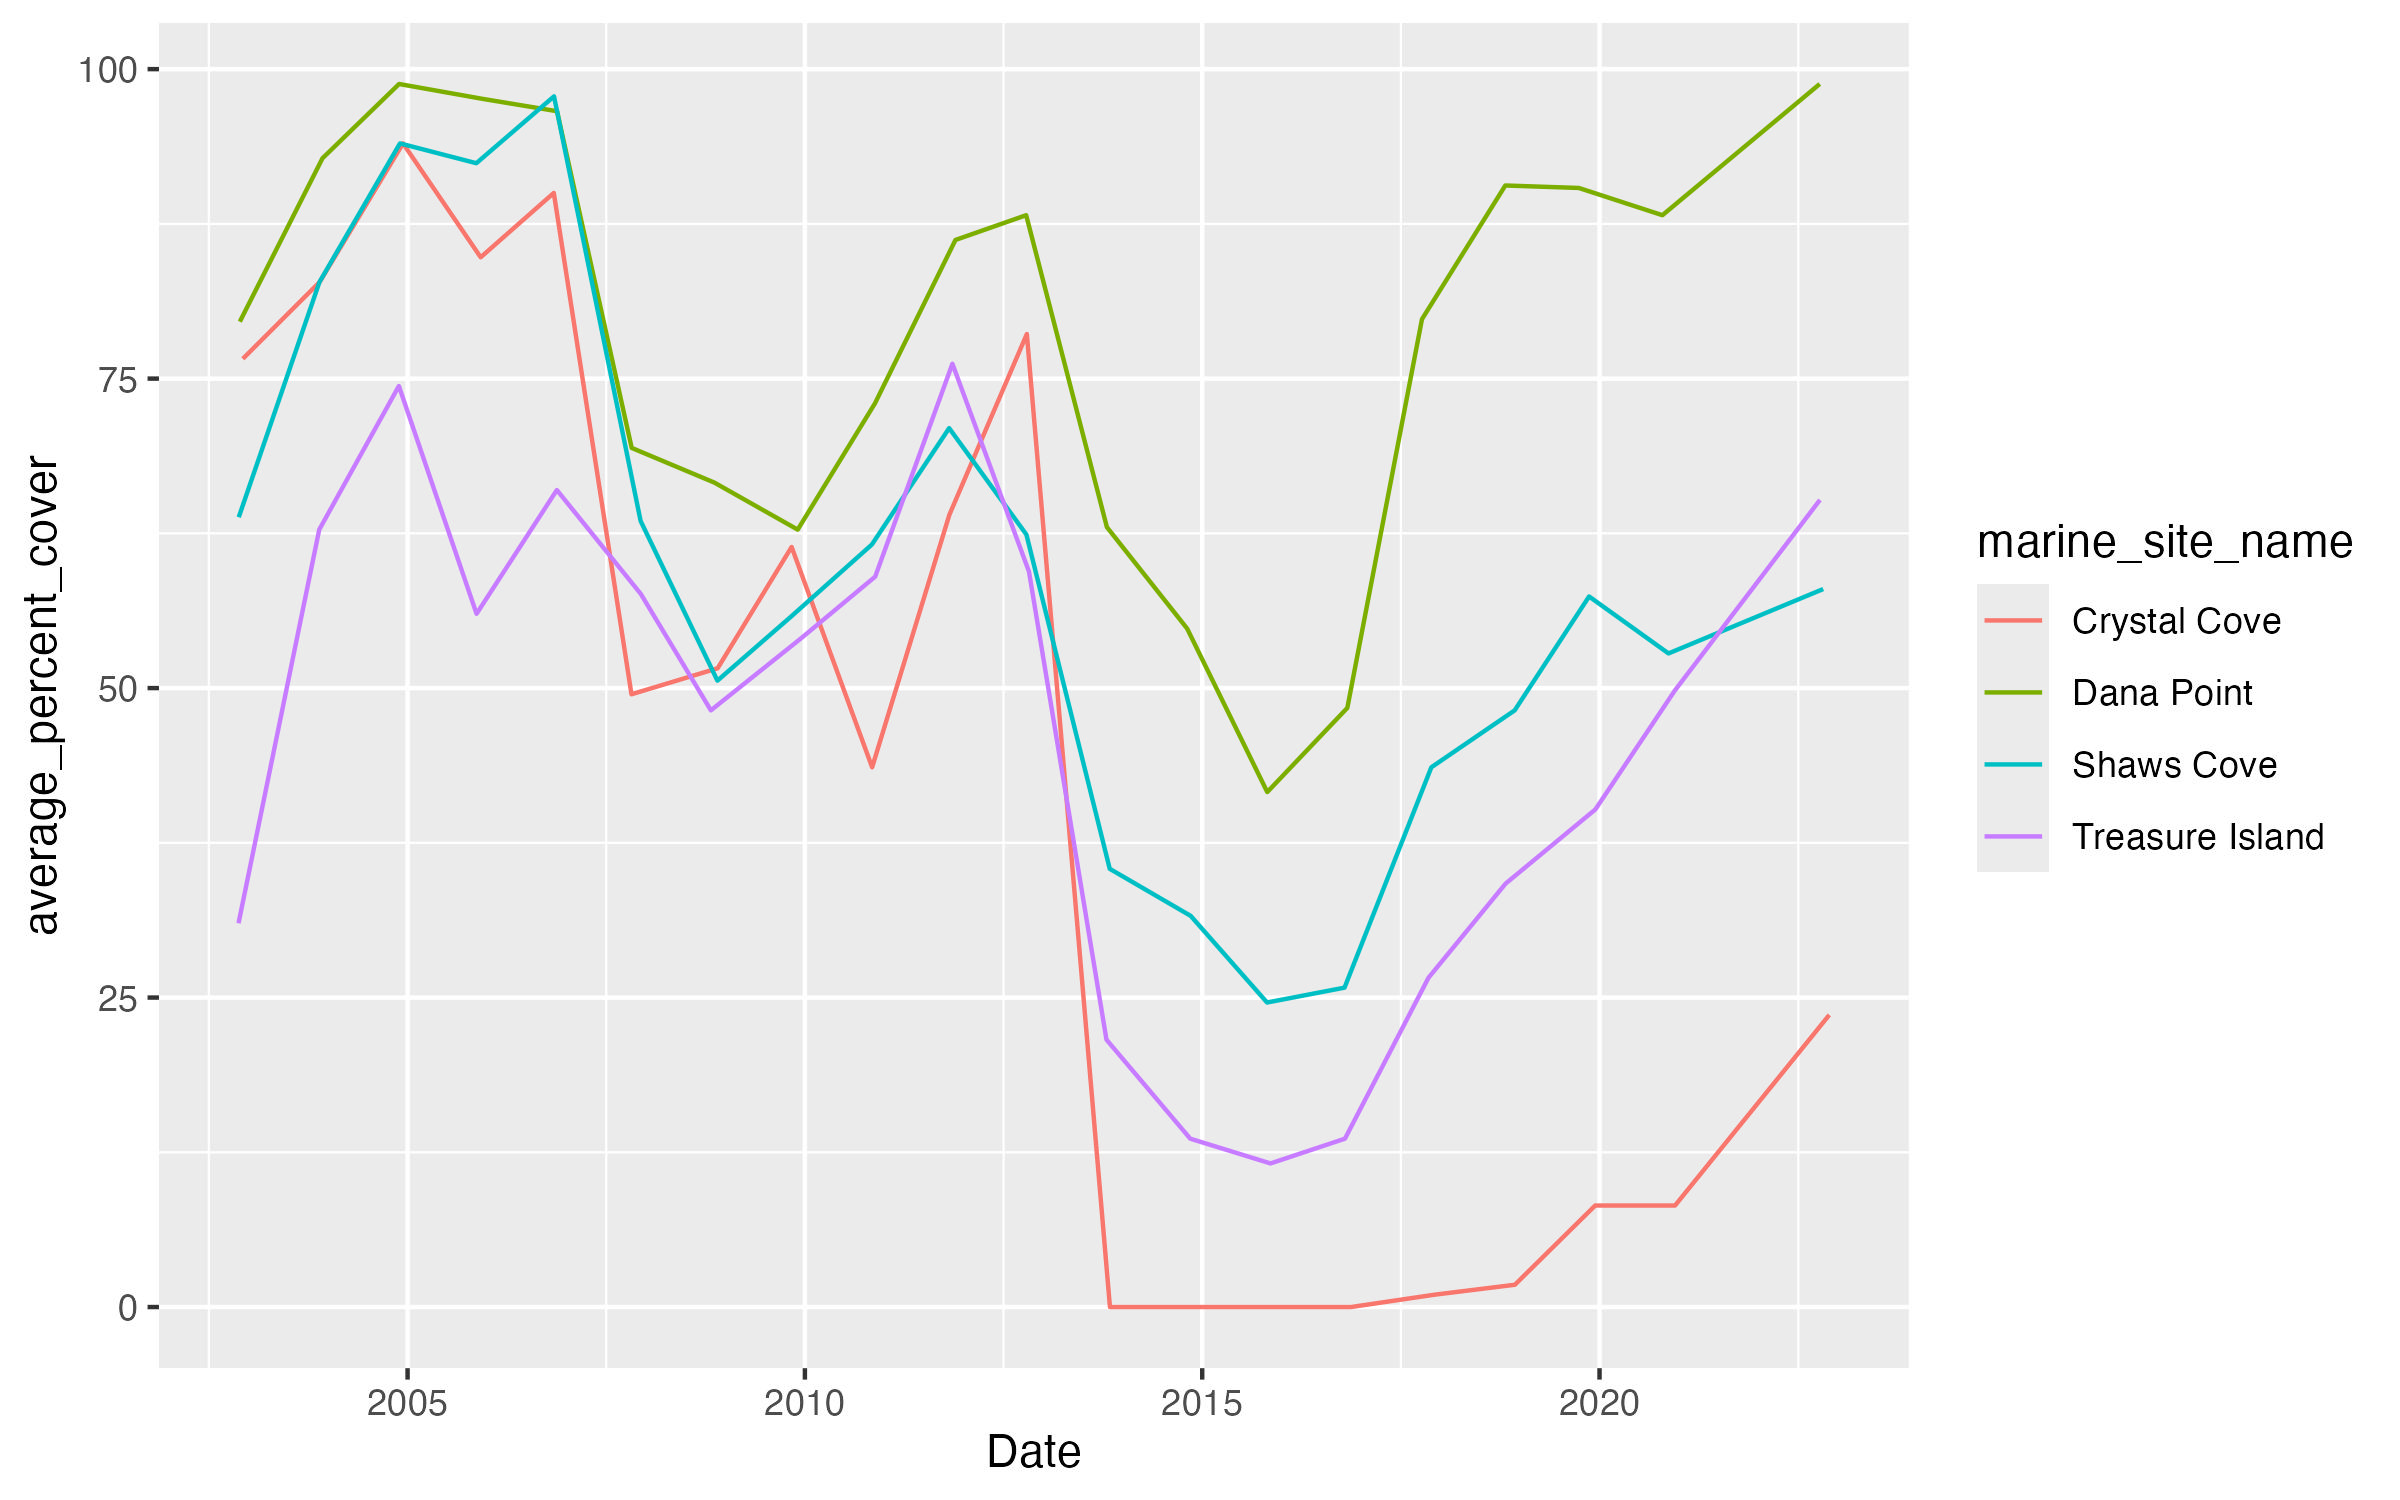 average_percent_cover
100
75
50
25
0
2005
2010
2015
2020
Date
marine_site_name
Crystal Cove
Dana Point
Shaws Cove
Treasure Island